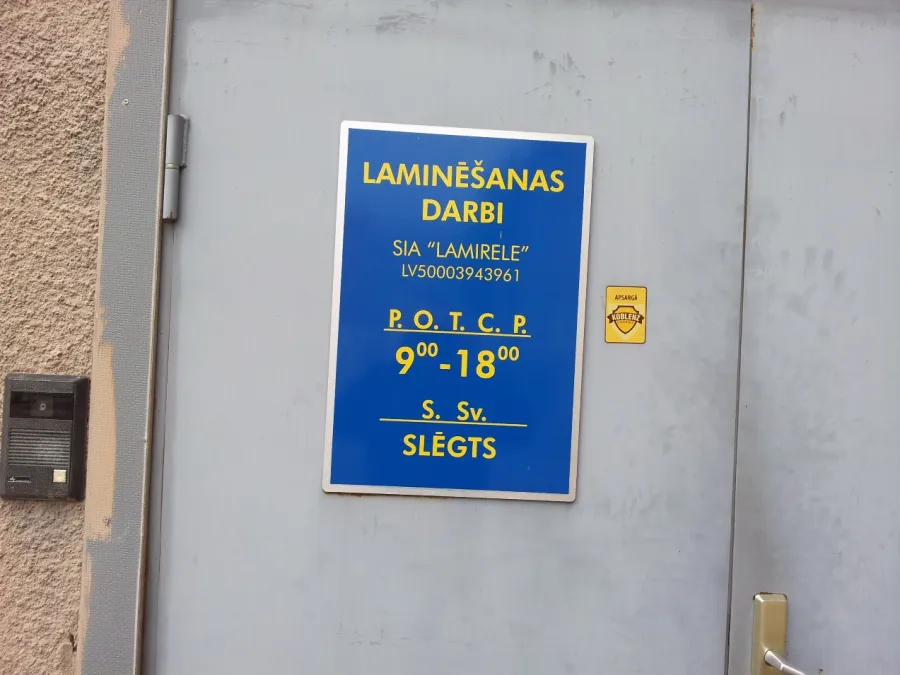 LAMINĒŠANAS
DARBI
SIA “LAMIRELE”
LV50003943961
P. O. T. C. P.
9⁰⁰-18⁰⁰
S. Sv.
SLĒGTS
APSARGĀ
KOBLENZ